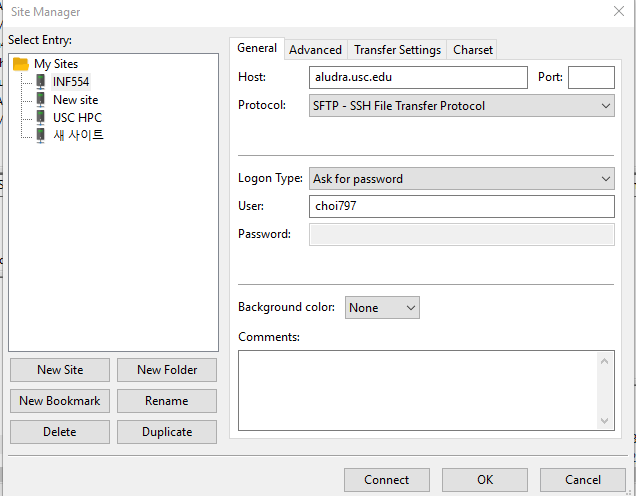 Site Manager
Select Entry:
My Sites
INF554
New site
USC HPC
새 사이트
New Site
New Folder
New Bookmark
Rename
Delete
Duplicate
General
Advanced
Transfer Settings
Charset
Host:
aludra.usc.edu
Port:
Protocol:
SFTP - SSH File Transfer Protocol
Logon Type:
Ask for password
User:
choi797
Password:
Background color:
None
Comments:
Connect
OK
Cancel